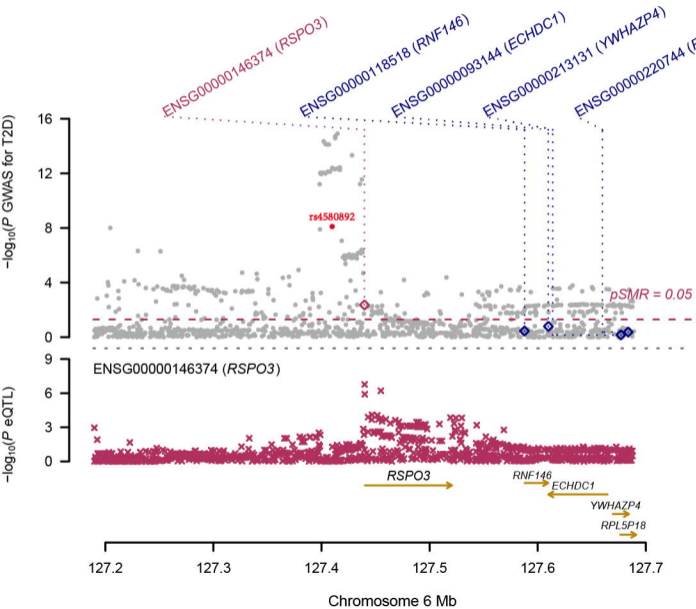 ENSG00000146374 (RSPO3)
ENSG00000118518 (RNF146)
ENSG00000093144 (ECHDC1)
ENSG00000213131 (YWHAZP4)
ENSG00000220744 (
−log10(P GWAS for T2D)
16
12
8
4
0
rs4580892
pSMR = 0.05
−log10(P eQTL)
9
6
3
0
ENSG00000146374 (RSPO3)
RSPO3
RNF146
ECHDC1
YWHAZP4
RPL5P18
127.2 127.3 127.4 127.5 127.6 127.7
Chromosome 6 Mb